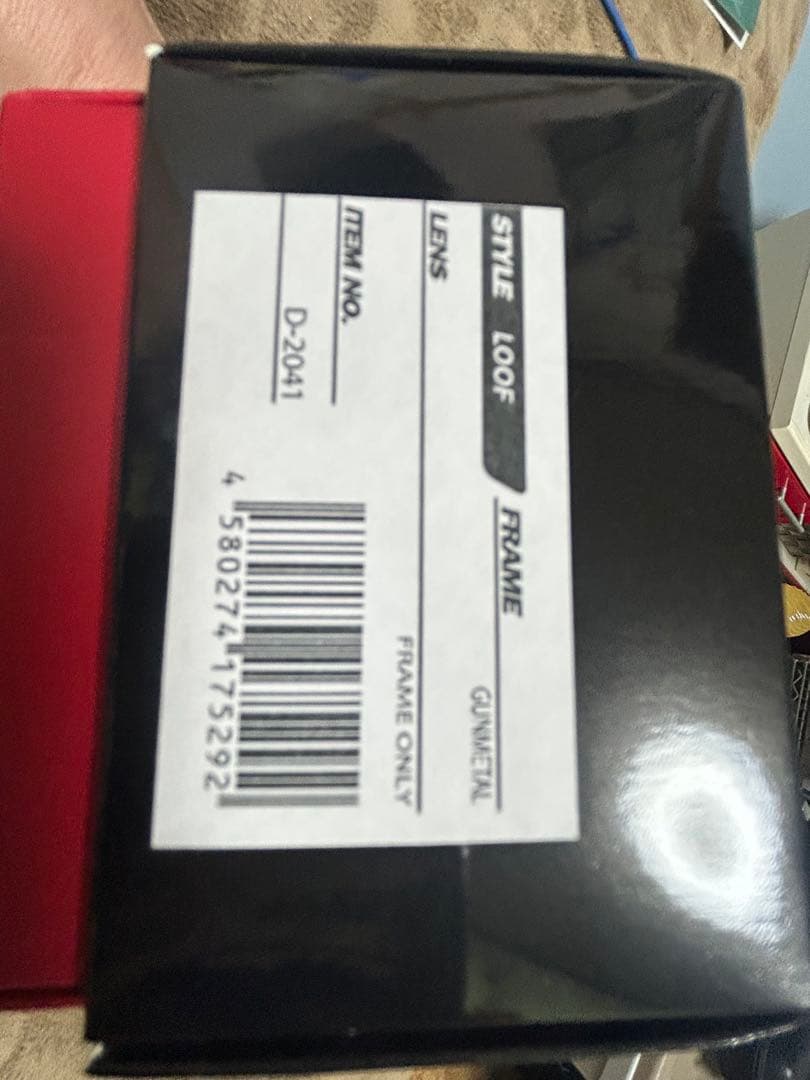 STYLE LOOF FRAME
GUNMETAL
LENS
FRAME ONLY
ITEM NO.
D-2041
4 580274 175292